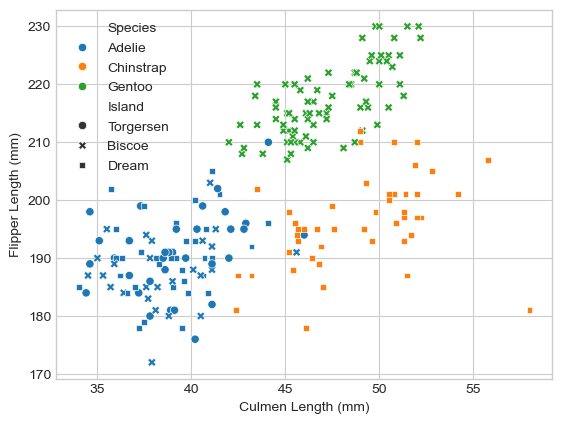 Species
Adelie
Chinstrap
Gentoo
Island
Torgersen
Biscoe
Dream
Flipper Length (mm)
230
220
210
200
190
180
170
35
40
45
50
55
Culmen Length (mm)